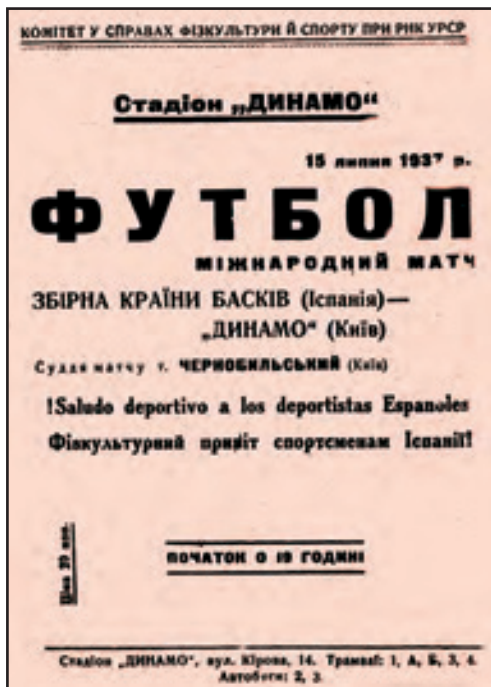 КОМІТЕТ У СПРАВАХ ФІЗКУЛЬТУРИ Й СПОРТУ ПРИ РНК УРСР
Стадіон „ДИНАМО“
15 липня 1937 р.
ФУТБОЛ
МІЖНАРОДНИЙ МАТЧ
ЗБІРНА КРАЇНИ БАСКІВ (Іспанія)—
„ДИНАМО“ (Київ)
Суддя матчу т. ЧЕРНОБИЛЬСЬКИЙ (Київ)
!Saludo deportivo a los deportistas Espanoles
Фізкультурний привіт спортсменам Іспанії!
ПОЧАТОК О 19 ГОДИНІ
Ціна коп.
Стадіон „ДИНАМО“, вул. Кірова, 14. Трамваї: 1, А, Б, 3, 4.
Автобуси: 2, 3.